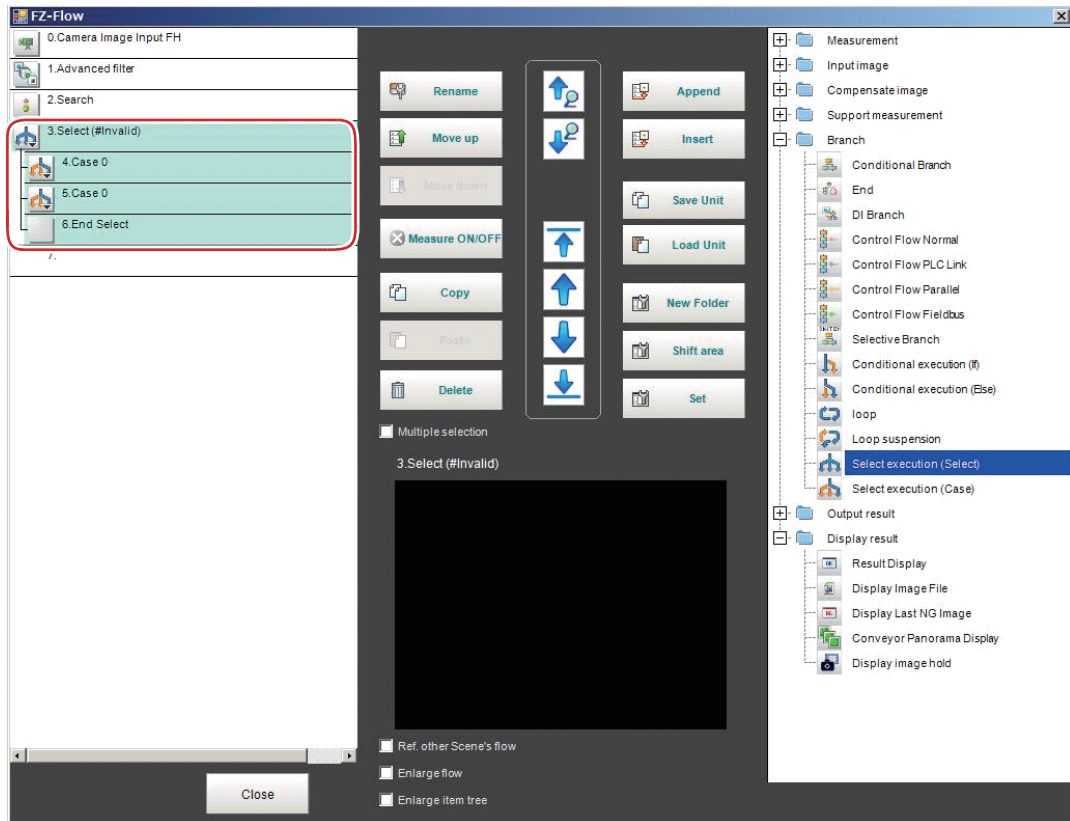 FZ-Flow
0.Camera Image Input FH
1.Advanced filter
2.Search
3.Select (#Invalid)
4.Case 0
5.Case 0
6.End Select
7.
Rename
Move up
Move down
Measure ON/OFF
Copy
Paste
Delete
Append
Insert
Save Unit
Load Unit
New Folder
Shift area
Set
Multiple selection
3.Select (#Invalid)
Ref. other Scene's flow
Enlarge flow
Enlarge item tree
Close
Measurement
Input image
Compensate image
Support measurement
Branch
Conditional Branch
End
DI Branch
Control Flow Normal
Control Flow PLC Link
Control Flow Parallel
Control Flow Fieldbus
Selective Branch
Conditional execution (If)
Conditional execution (Else)
loop
Loop suspension
Select execution (Select)
Select execution (Case)
Output result
Display result
Result Display
Display Image File
Display Last NG Image
Conveyor Panorama Display
Display image hold